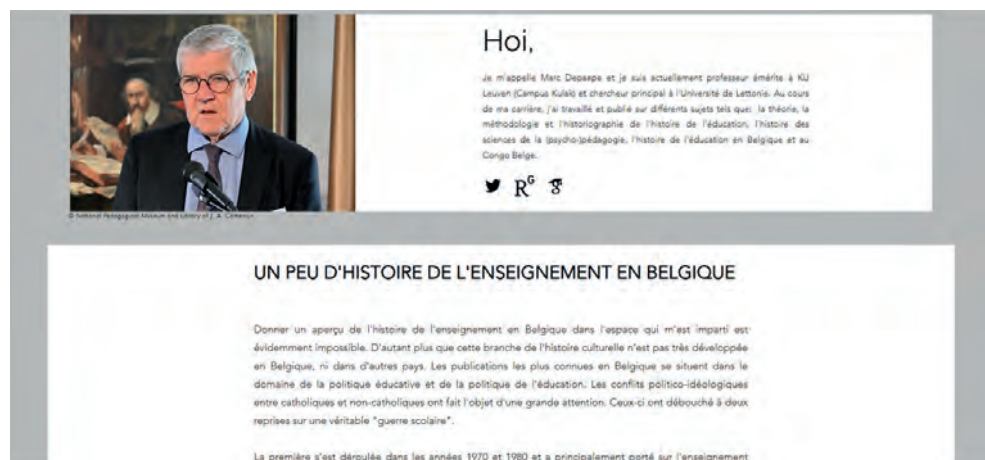 Hoi,
Je m'appelle Marc Depaepe et je suis actuellement professeur émérite à KU
Leuven (Campus Kulak) et chercheur principal à l'Université de Lettonie. Au cours
de ma carrière, j'ai travaillé et publié sur différents sujets tels que: la théorie, la
méthodologie et l'historiographie de l'histoire de l'éducation, l'histoire des
sciences de la (psycho-)pédagogie, l'histoire de l'éducation en Belgique et au
Congo Belge.
RG
© National Pedagogical Museum and Library of J. A. Comenius
UN PEU D'HISTOIRE DE L'ENSEIGNEMENT EN BELGIQUE
Donner un aperçu de l'histoire de l'enseignement en Belgique dans l'espace qui m'est imparti est
évidemment impossible. D'autant plus que cette branche de l'histoire culturelle n'est pas très développée
en Belgique, ni dans d'autres pays. Les publications les plus connues en Belgique se situent dans le
domaine de la politique éducative et de la politique de l'éducation. Les conflits politico-idéologiques
entre catholiques et non-catholiques ont fait l'objet d'une grande attention. Ceux-ci ont débouché à deux
reprises sur une véritable "guerre scolaire".
La première s'est déroulée dans les années 1970 et 1980 et a principalement porté sur l'enseignement